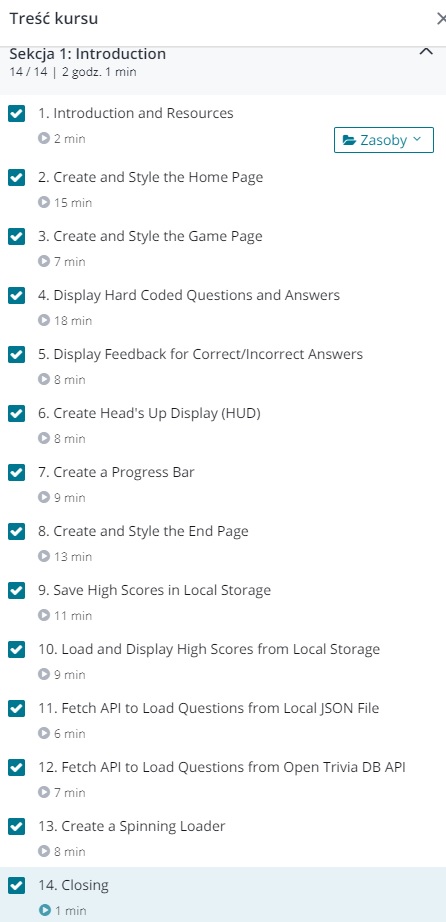 Treść kursu
Sekcja 1: Introduction
14 / 14 | 2 godz. 1 min
1. Introduction and Resources
2 min
Zasoby
2. Create and Style the Home Page
15 min
3. Create and Style the Game Page
7 min
4. Display Hard Coded Questions and Answers
18 min
5. Display Feedback for Correct/Incorrect Answers
8 min
6. Create Head's Up Display (HUD)
8 min
7. Create a Progress Bar
9 min
8. Create and Style the End Page
13 min
9. Save High Scores in Local Storage
11 min
10. Load and Display High Scores from Local Storage
9 min
11. Fetch API to Load Questions from Local JSON File
6 min
12. Fetch API to Load Questions from Open Trivia DB API
7 min
13. Create a Spinning Loader
8 min
14. Closing
1 min